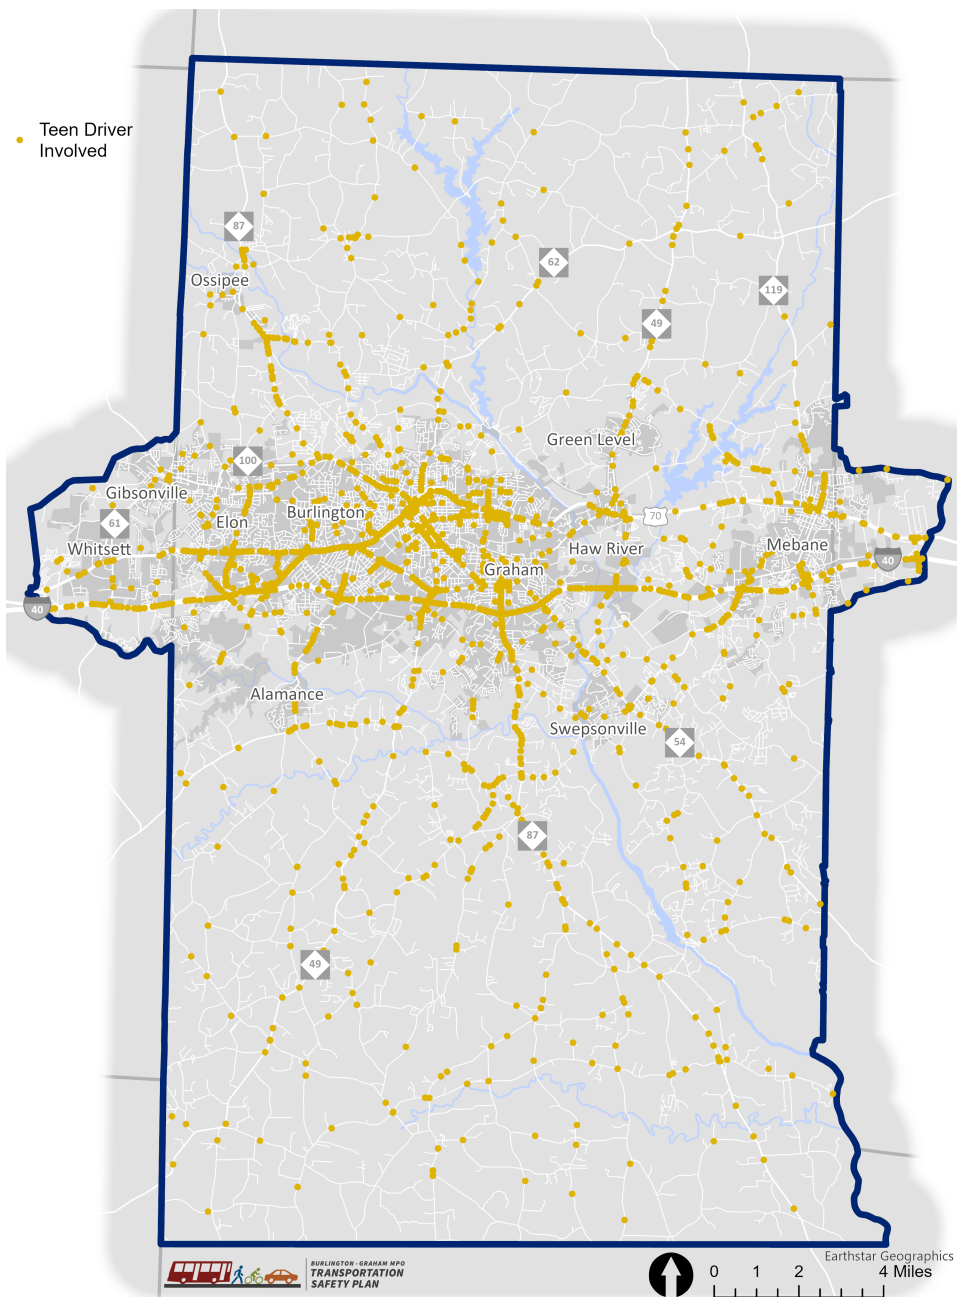 Teen Driver
Involved
87
Ossipee
62
119
49
Green Level
100
Gibsonville
61
Elon
Burlington
70
Whitsett
Haw River
Mebane
Graham
40
40
Alamance
Swepsonville
54
87
49
Earthstar Geographics
BURLINGTON - GRAHAM MPO
TRANSPORTATION
SAFETY PLAN
0 1 2 4 Miles